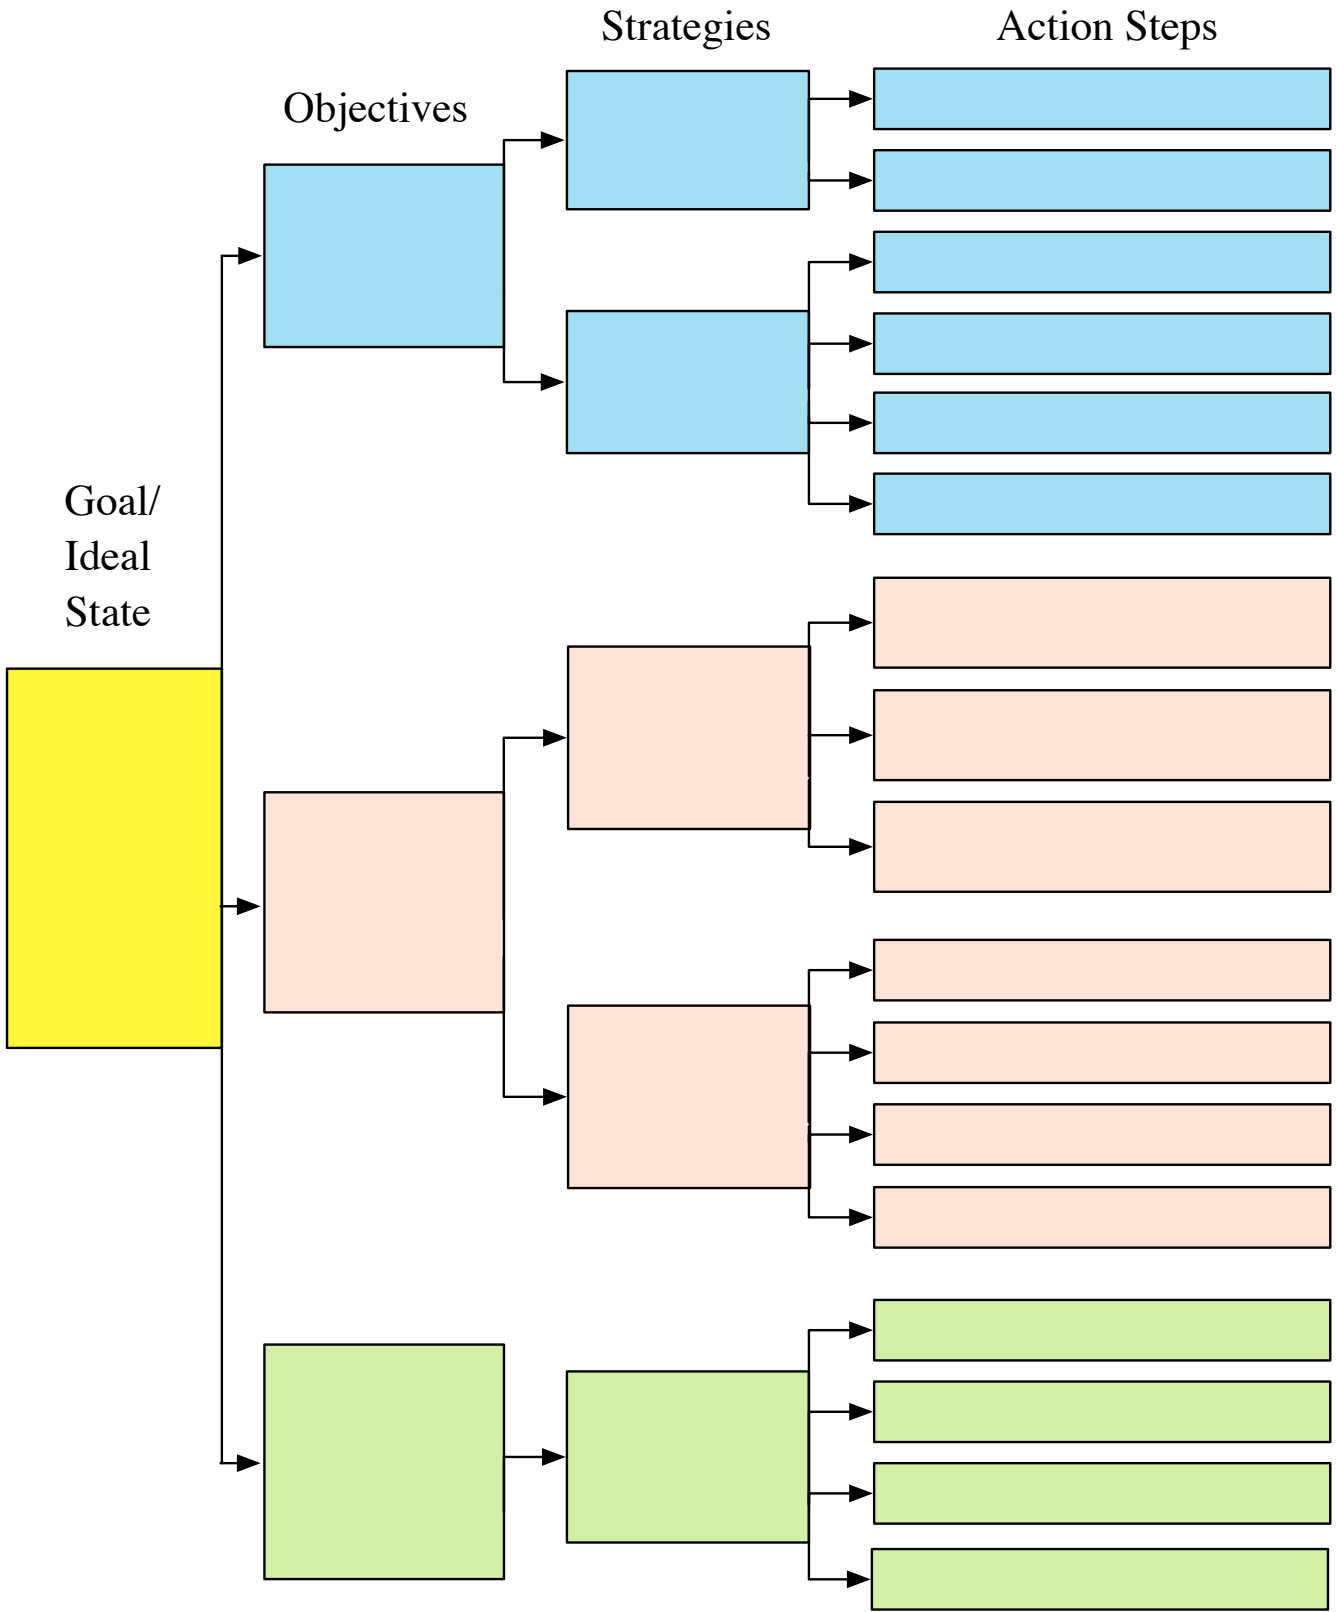 Strategies
Action Steps
Objectives
Goal/
Ideal
State